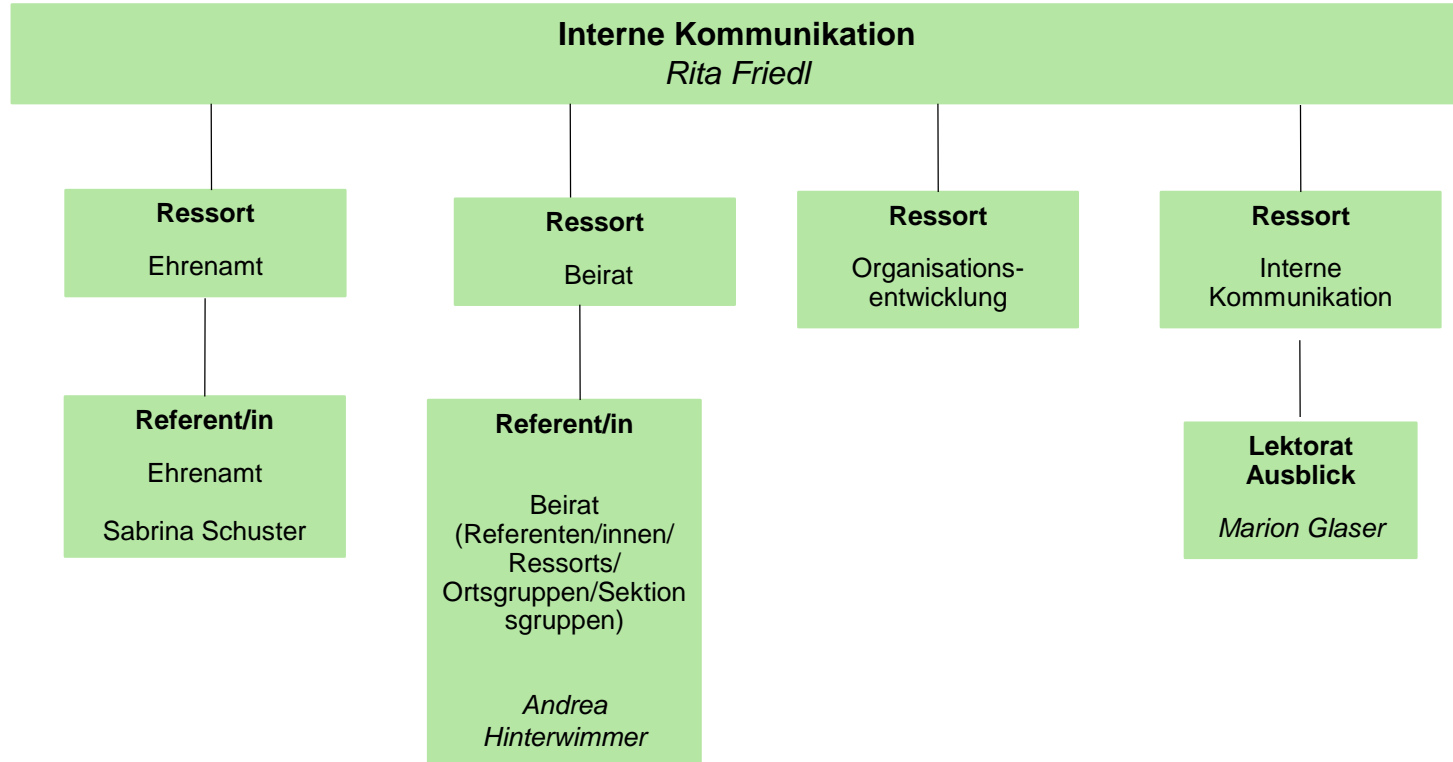 Interne Kommunikation
Rita Friedl
Ressort
Ehrenamt
Ressort
Beirat
Ressort
Organisations-
entwicklung
Ressort
Interne
Kommunikation
Referent/in
Ehrenamt
Sabrina Schuster
Referent/in
Beirat
(Referenten/innen/
Ressorts/
Ortsgruppen/Sektion
sgruppen)
Andrea
Hinterwimmer
Lektorat
Ausblick
Marion Glaser